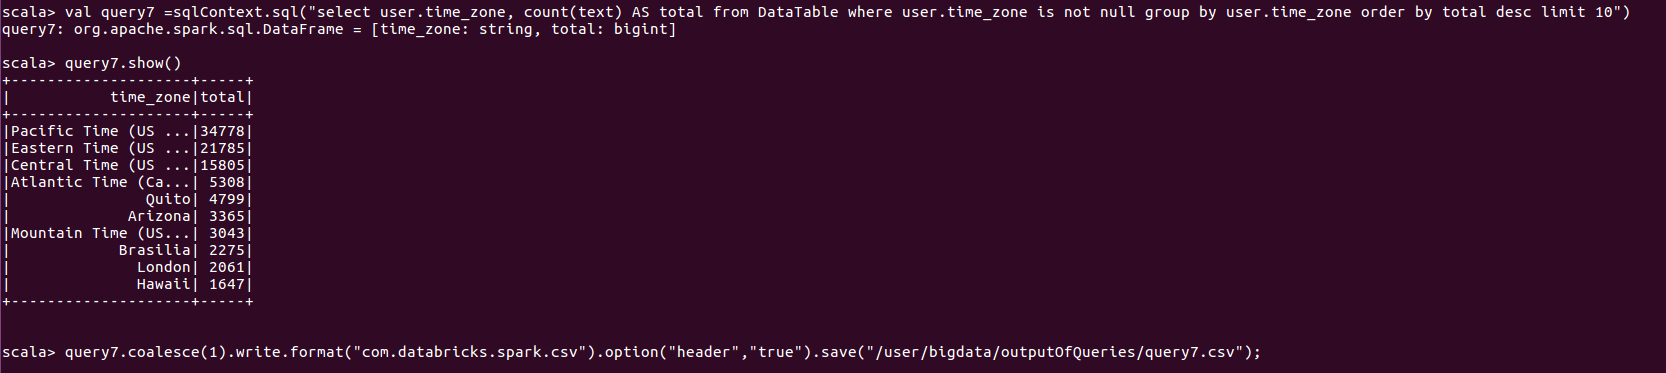 scala> val query7 =sqlContext.sql("select user.time_zone, count(text) AS total from DataTable where user.time_zone is not null group by user.time_zone order by total desc limit 10")
query7: org.apache.spark.sql.DataFrame = [time_zone: string, total: bigint]

scala> query7.show()
+--------------------+-----+
|           time_zone|total|
+--------------------+-----+
|Pacific Time (US ...|34778|
|Eastern Time (US ...|21785|
|Central Time (US ...|15805|
|Atlantic Time (Ca...| 5308|
|               Quito| 4799|
|             Arizona| 3365|
|Mountain Time (US...| 3043|
|            Brasilia| 2275|
|              London| 2061|
|              Hawaii| 1647|
+--------------------+-----+

scala> query7.coalesce(1).write.format("com.databricks.spark.csv").option("header","true").save("/user/bigdata/outputOfQueries/query7.csv");